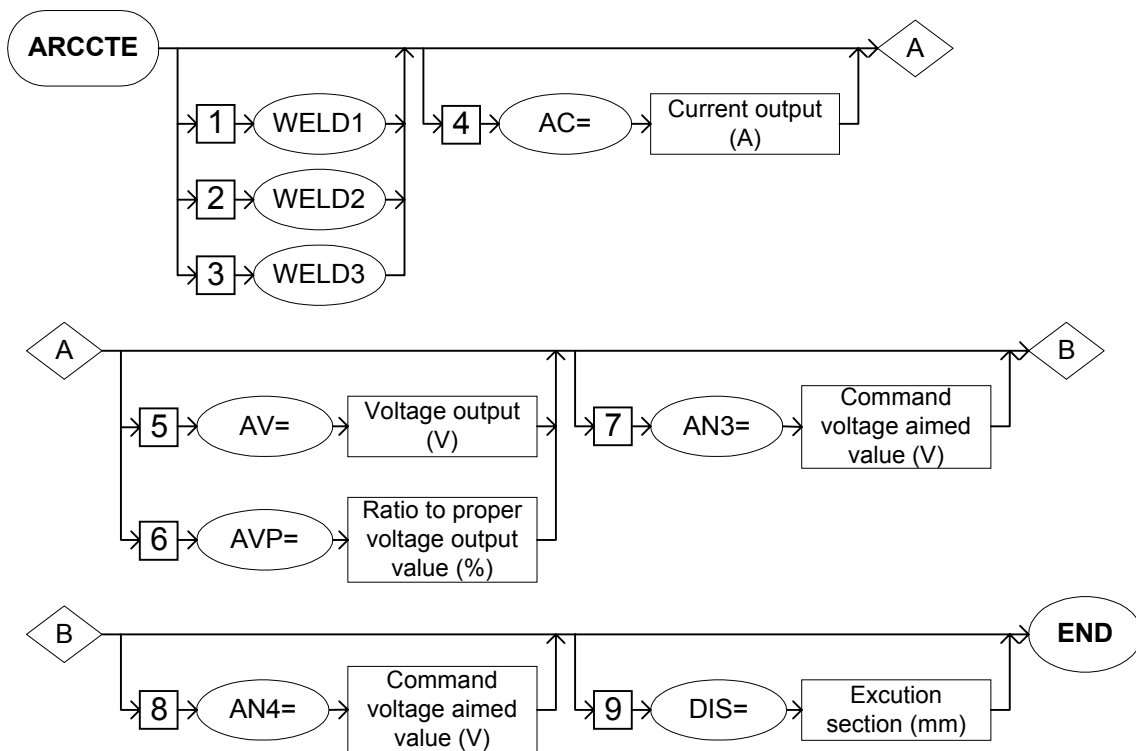 ARCCTE
A
1
WELD1
4
AC=
Current output
(A)
2
WELD2
3
WELD3
A
B
5
AV=
Voltage output
(V)
7
AN3=
Command
voltage aimed
value (V)
6
AVP=
Ratio to proper
voltage output
value (%)
B
END
8
AN4=
Command
voltage aimed
value (V)
9
DIS=
Excution
section (mm)